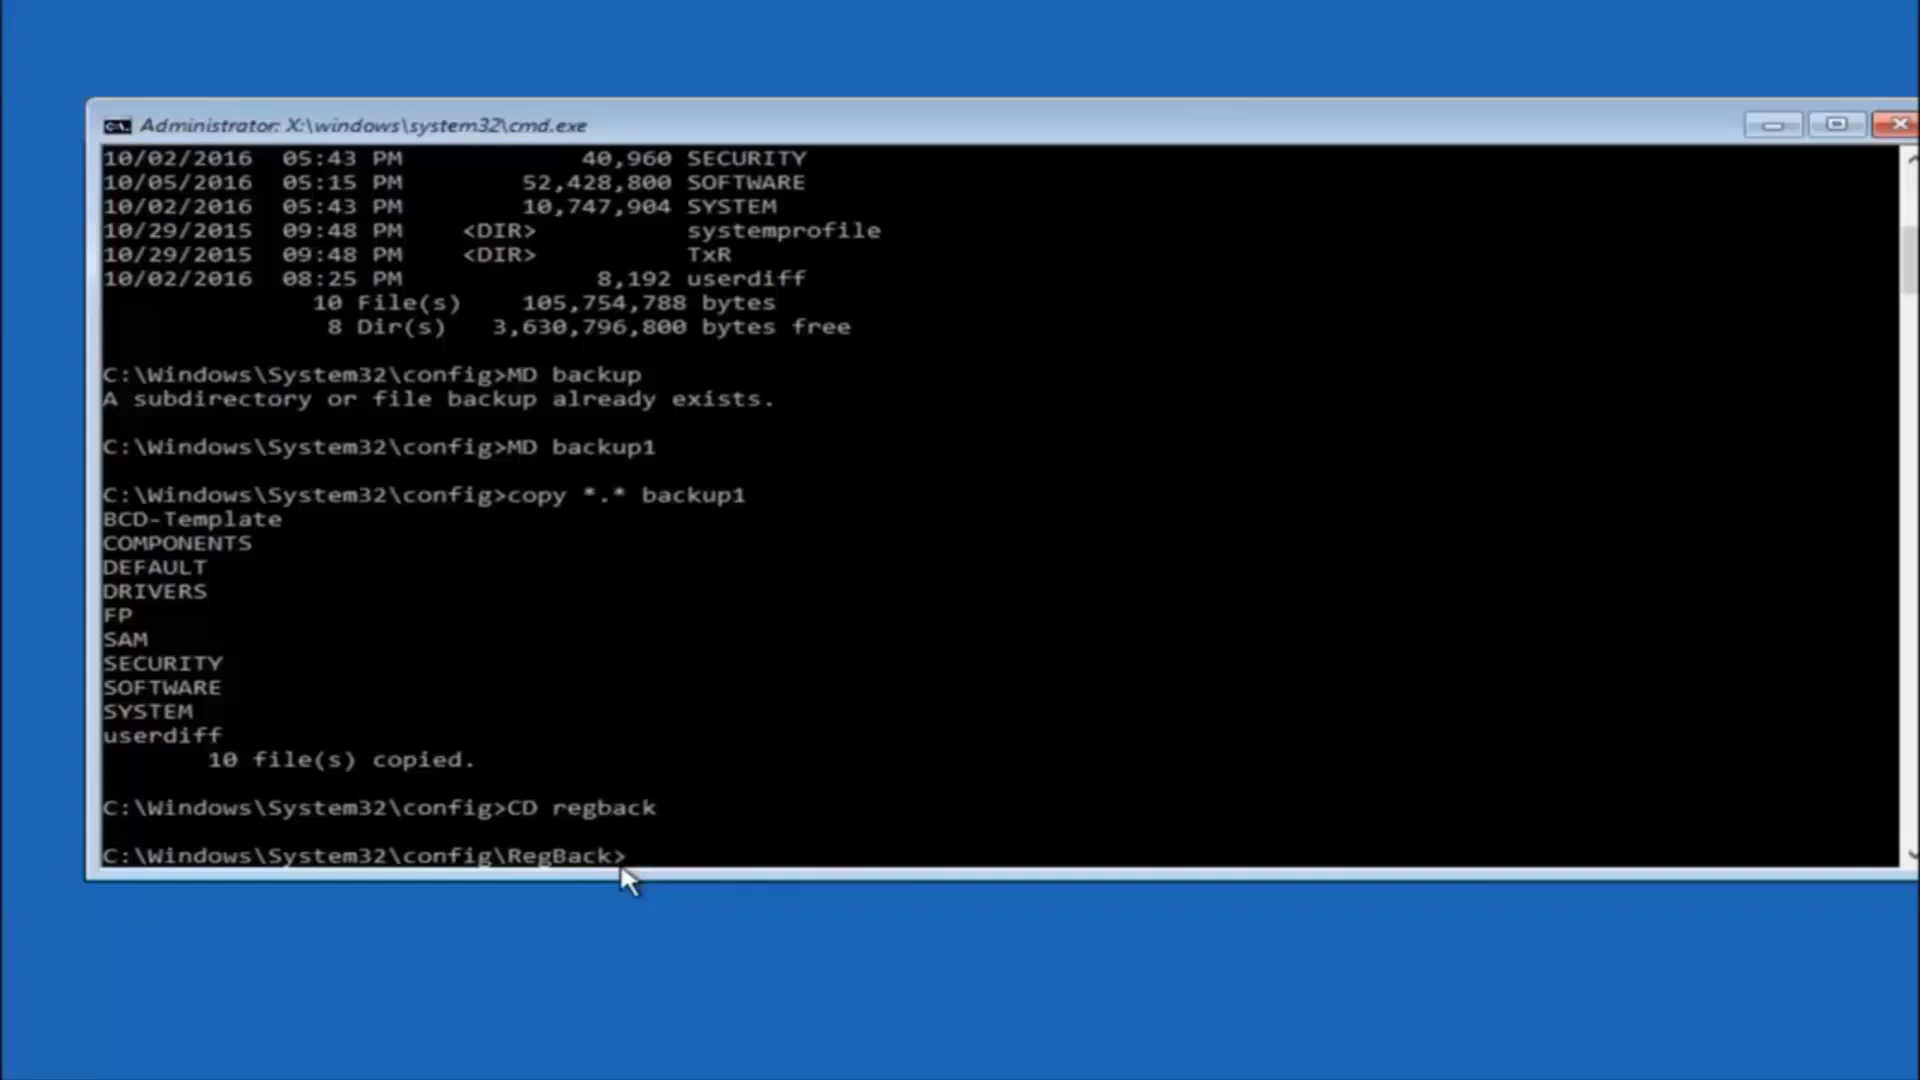 Administrator: X:\windows\system32\cmd.exe
10/02/2016  05:43 PM            40,960 SECURITY
10/05/2016  05:15 PM        52,428,800 SOFTWARE
10/02/2016  05:43 PM        10,747,904 SYSTEM
10/29/2015  09:48 PM    <DIR>          systemprofile
10/29/2015  09:48 PM    <DIR>          TxR
10/02/2016  08:25 PM             8,192 userdiff
10 File(s)    105,754,788 bytes
8 Dir(s)   3,630,796,800 bytes free
C:\Windows\System32\config>MD backup
A subdirectory or file backup already exists.
C:\Windows\System32\config>MD backup1
C:\Windows\System32\config>copy *.* backup1
BCD-Template
COMPONENTS
DEFAULT
DRIVERS
FP
SAM
SECURITY
SOFTWARE
SYSTEM
userdiff
10 file(s) copied.
C:\Windows\System32\config>CD regback
C:\Windows\System32\config\RegBack>